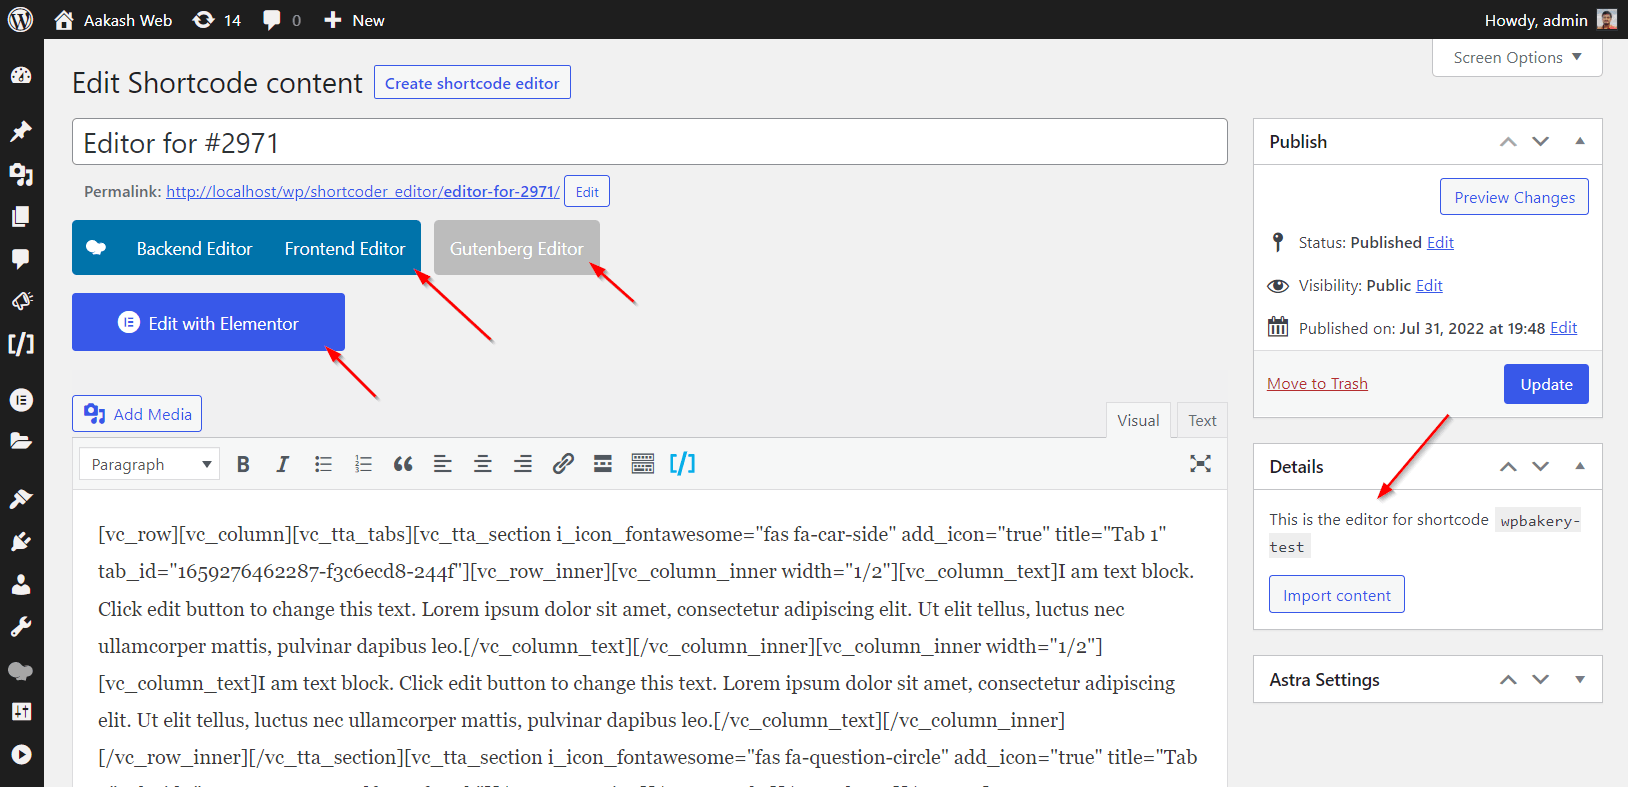 Aakash Web 14 0 New Howdy, admin
Screen Options
Edit Shortcode content Create shortcode editor
Editor for #2971
Permalink: http://localhost/wp/shortcoder_editor/editor-for-2971/ Edit
Backend Editor Frontend Editor Gutenberg Editor
Edit with Elementor
Add Media
Visual Text
Paragraph
[vc_row][vc_column][vc_tta_tabs][vc_tta_section i_icon_fontawesome="fas fa-car-side" add_icon="true" title="Tab 1"
tab_id="1659276462287-f3c6ecd8-244f"][vc_row_inner][vc_column_inner width="1/2"][vc_column_text]I am text block.
Click edit button to change this text. Lorem ipsum dolor sit amet, consectetur adipiscing elit. Ut elit tellus, luctus nec
ullamcorper mattis, pulvinar dapibus leo.[/vc_column_text][/vc_column_inner][vc_column_inner width="1/2"]
[vc_column_text]I am text block. Click edit button to change this text. Lorem ipsum dolor sit amet, consectetur adipiscing
elit. Ut elit tellus, luctus nec ullamcorper mattis, pulvinar dapibus leo.[/vc_column_text][/vc_column_inner]
[/vc_row_inner][/vc_tta_section][vc_tta_section i_icon_fontawesome="fas fa-question-circle" add_icon="true" title="Tab
Publish
Preview Changes
Status: Published Edit
Visibility: Public Edit
Published on: Jul 31, 2022 at 19:48 Edit
Move to Trash Update
Details
This is the editor for shortcode wpbakery-
test
Import content
Astra Settings